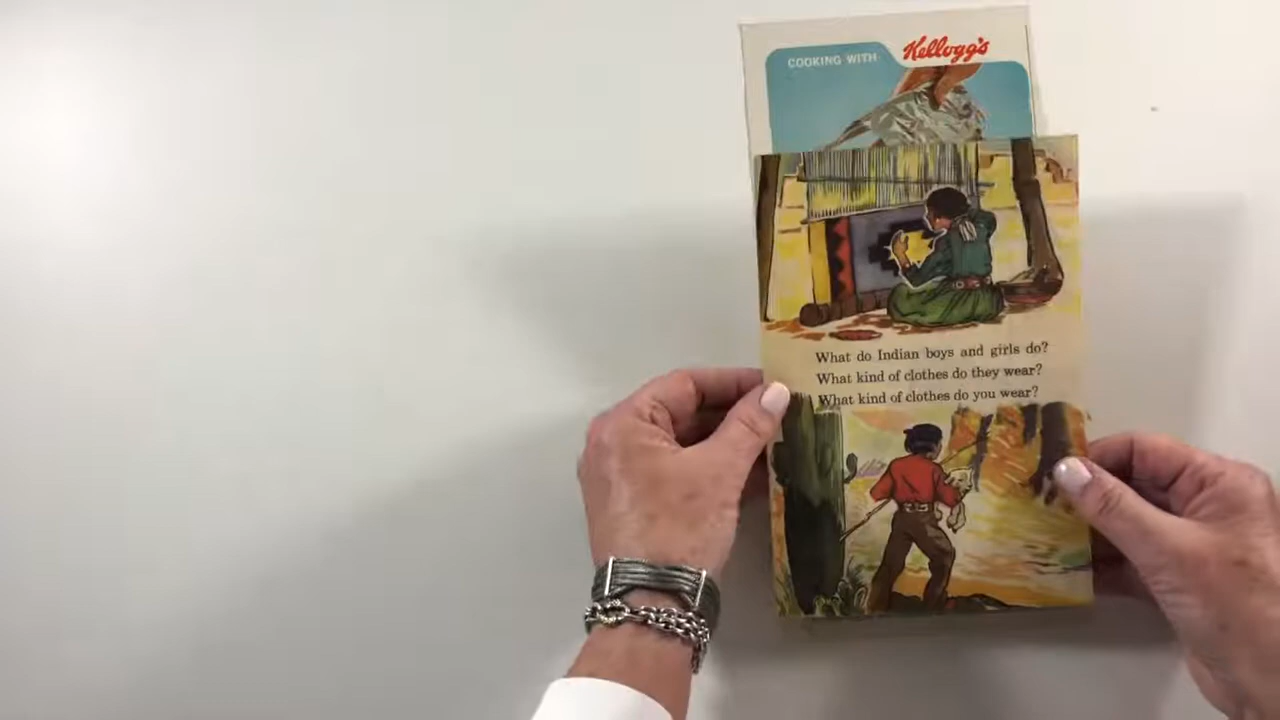 COOKING WITH Kellogg's
What do Indian boys and girls do?
What kind of clothes do they wear?
What kind of clothes do you wear?